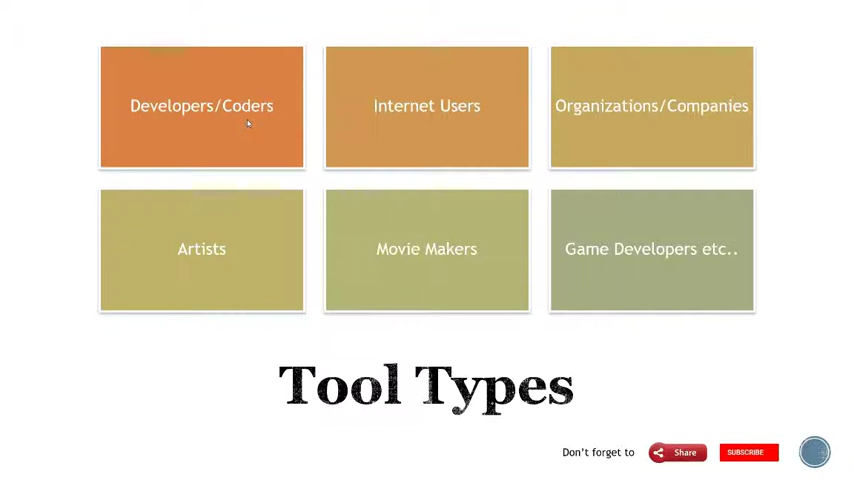 Developers/Coders
Internet Users
Organizations/Companies
Artists
Movie Makers
Game Developers etc..
Tool Types
Don't forget to
Share
SUBSCRIBE